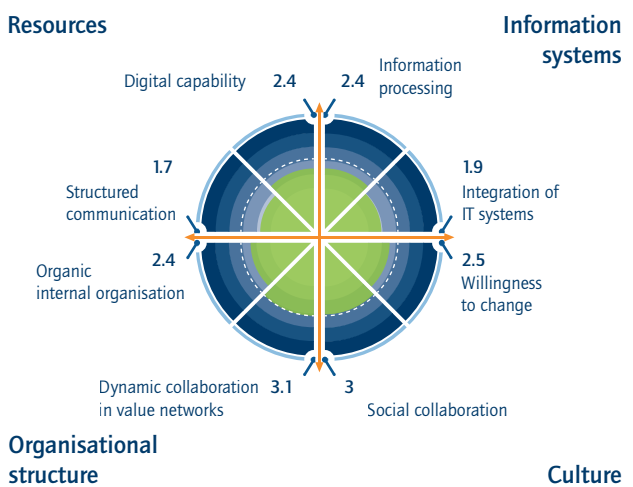 Resources
Information
systems
Digital capability 2.4
2.4 Information
processing
1.7
Structured
communication
1.9
Integration of
IT systems
2.4
Organic
internal organisation
2.5
Willingness
to change
Dynamic collaboration 3.1
in value networks
3
Social collaboration
Organisational
structure
Culture